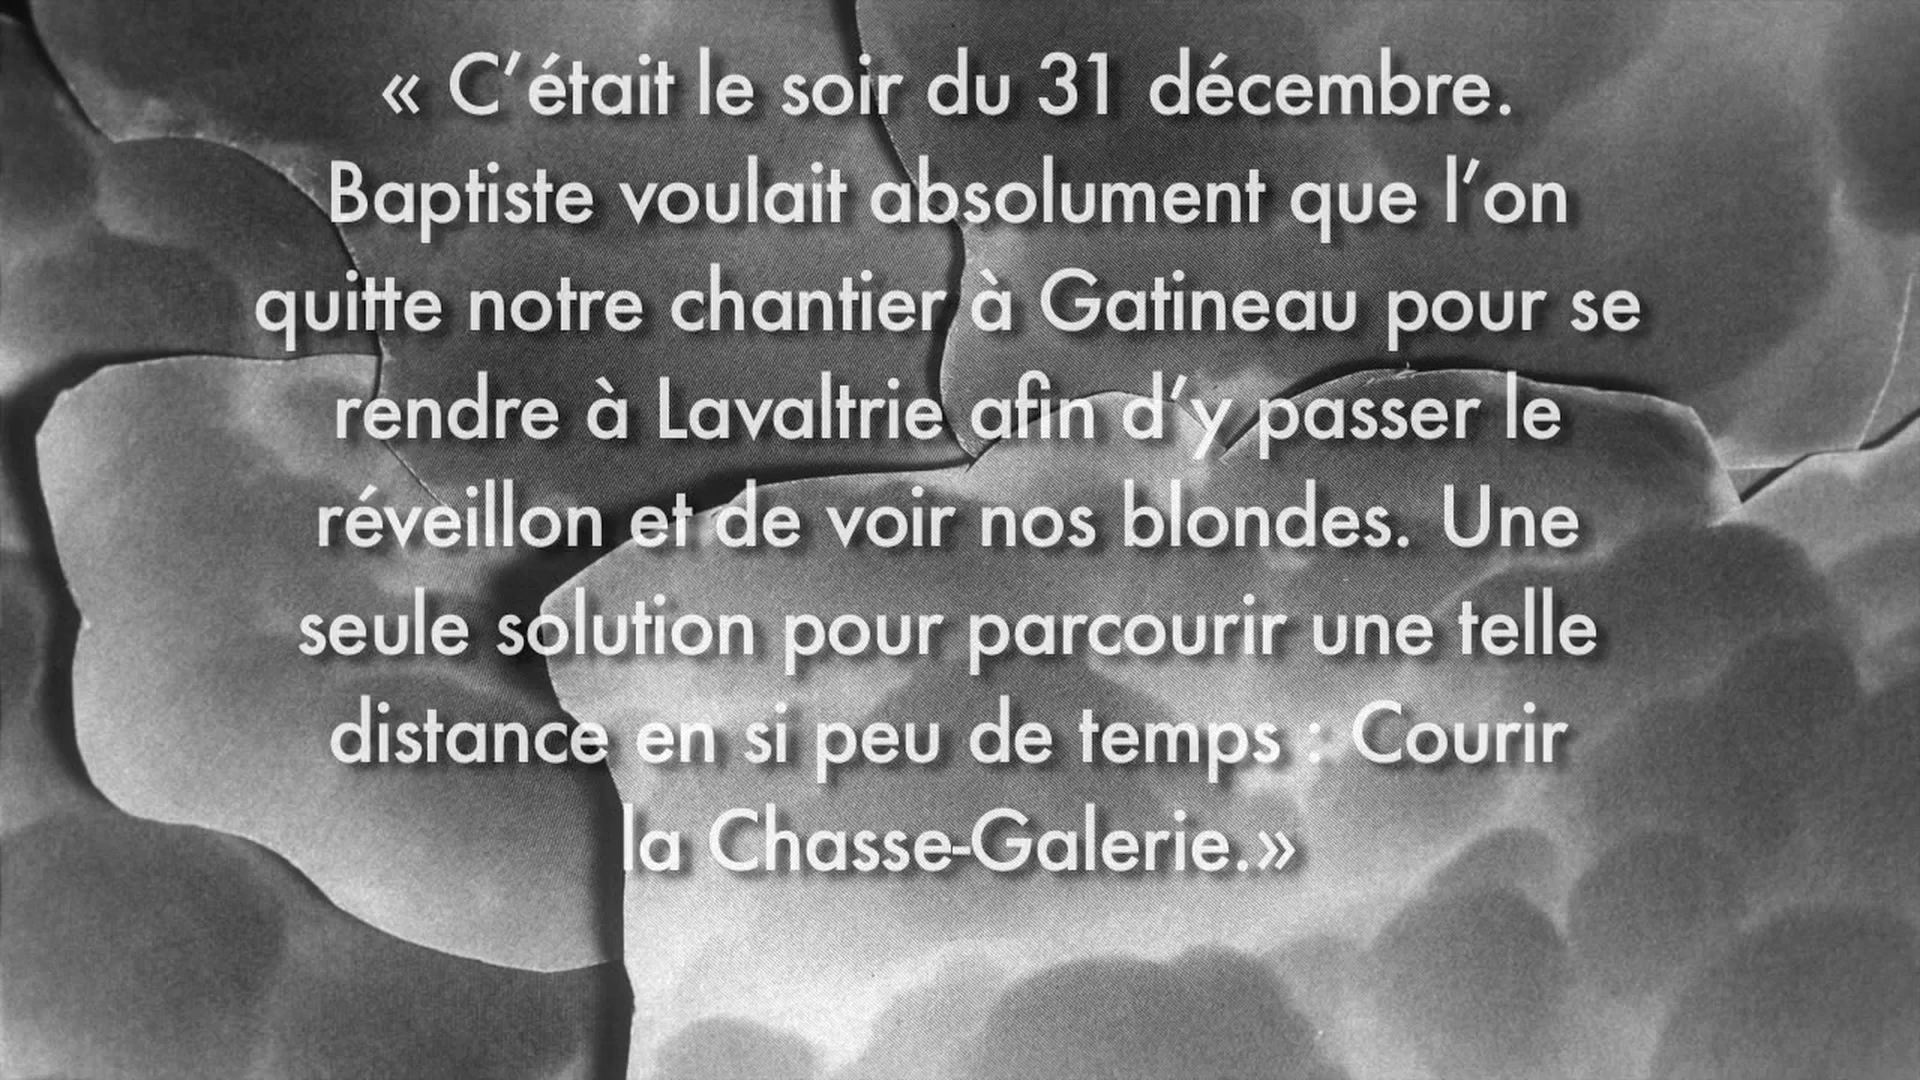 « C’était le soir du 31 décembre.
Baptiste voulait absolument que l’on
quitte notre chantier à Gatineau pour se
rendre à Lavaltrie afin d’y passer le
réveillon et de voir nos blondes. Une
seule solution pour parcourir une telle
distance en si peu de temps : Courir
la Chasse-Galerie.»